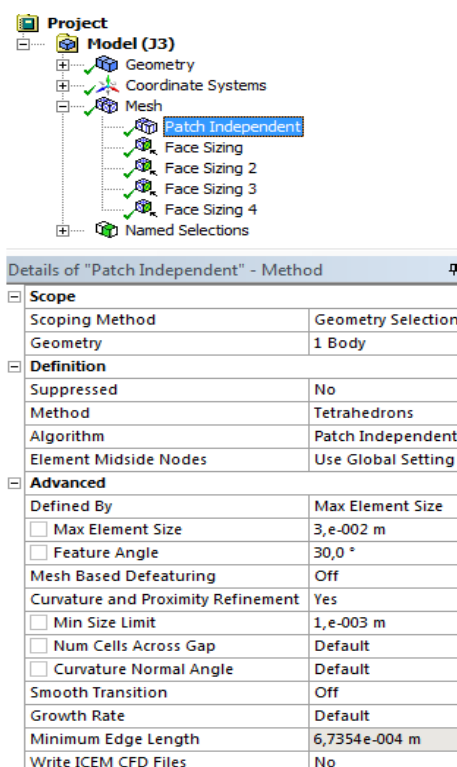 Project
Model (J3)
Geometry
Coordinate Systems
Mesh
Patch Independent
Face Sizing
Face Sizing 2
Face Sizing 3
Face Sizing 4
Named Selections
Details of "Patch Independent" - Method
Scope
Scoping Method Geometry Selection
Geometry 1 Body
Definition
Suppressed No
Method Tetrahedrons
Algorithm Patch Independent
Element Midside Nodes Use Global Setting
Advanced
Defined By Max Element Size
Max Element Size 3,e-002 m
Feature Angle 30,0 °
Mesh Based Defeaturing Off
Curvature and Proximity Refinement Yes
Min Size Limit 1,e-003 m
Num Cells Across Gap Default
Curvature Normal Angle Default
Smooth Transition Off
Growth Rate Default
Minimum Edge Length 6,7354e-004 m
Write ICEM CFD Files No